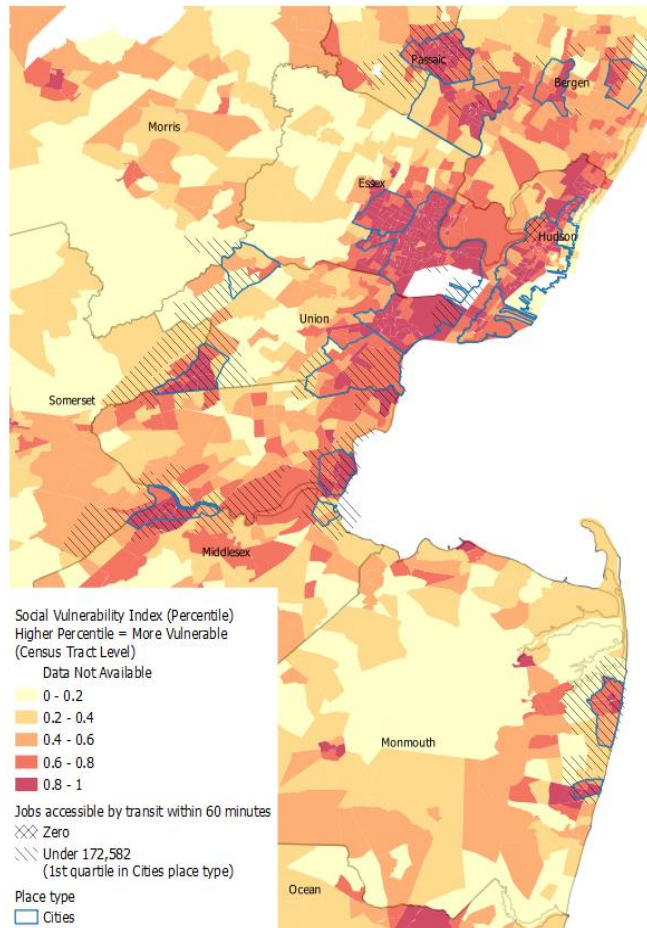 Passaic
Bergen
Morris
Essex
Hudson
Union
Somerset
Middlesex
Monmouth
Ocean
Social Vulnerability Index (Percentile)
Higher Percentile = More Vulnerable
(Census Tract Level)
Data Not Available
0 - 0.2
0.2 - 0.4
0.4 - 0.6
0.6 - 0.8
0.8 - 1
Jobs accessible by transit within 60 minutes
Zero
Under 172,582
(1st quartile in Cities place type)
Place type
Cities